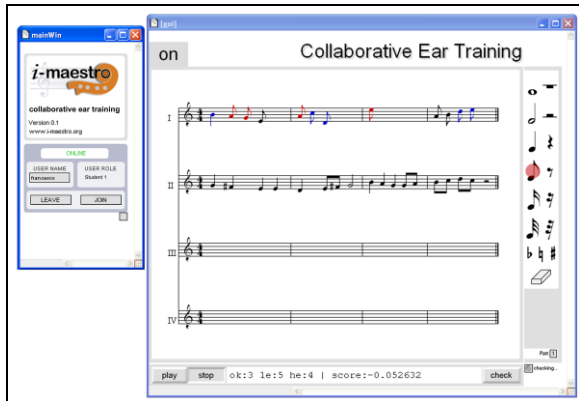 mainWin
i-maestro
collaborative ear training
Version 0.1
www.i-maestro.org
ONLINE
USER NAME
USER ROLE
francesco
Student 1
LEAVE
JOIN
[gui]
on
Collaborative Ear Training
I
II
III
IV
Part 1
play
stop
ok:3 le:5 he:4 | score:-0.052632
check
checking..